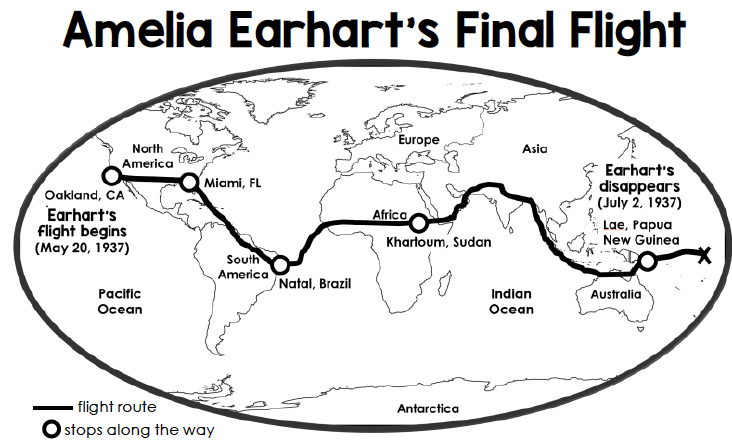 Amelia Earhart's Final Flight
North
America
Europe
Asia
Oakland, CA
Miami, FL
Earhart's
flight begins
(May 20, 1937)
Earhart's
disappears
(July 2, 1937)
Africa
Khartoum, Sudan
Lae, Papua
New Guinea
South
America
Natal, Brazil
Pacific
Ocean
Indian
Ocean
Australia
Antarctica
flight route
stops along the way